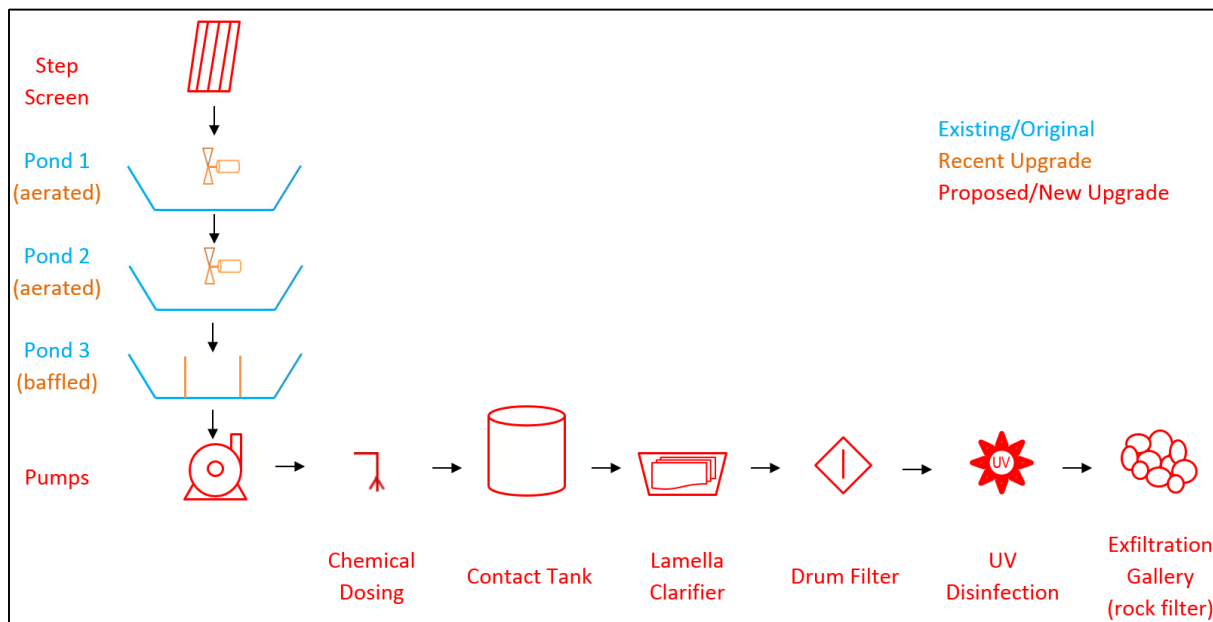 Step
Screen
Existing/Original
Recent Upgrade
Proposed/New Upgrade
Pond 1
(aerated)
Pond 2
(aerated)
Pond 3
(baffled)
Pumps
UV
Chemical
Dosing
Contact Tank
Lamella
Clarifier
Drum Filter
UV
Disinfection
Exfiltration
Gallery
(rock filter)